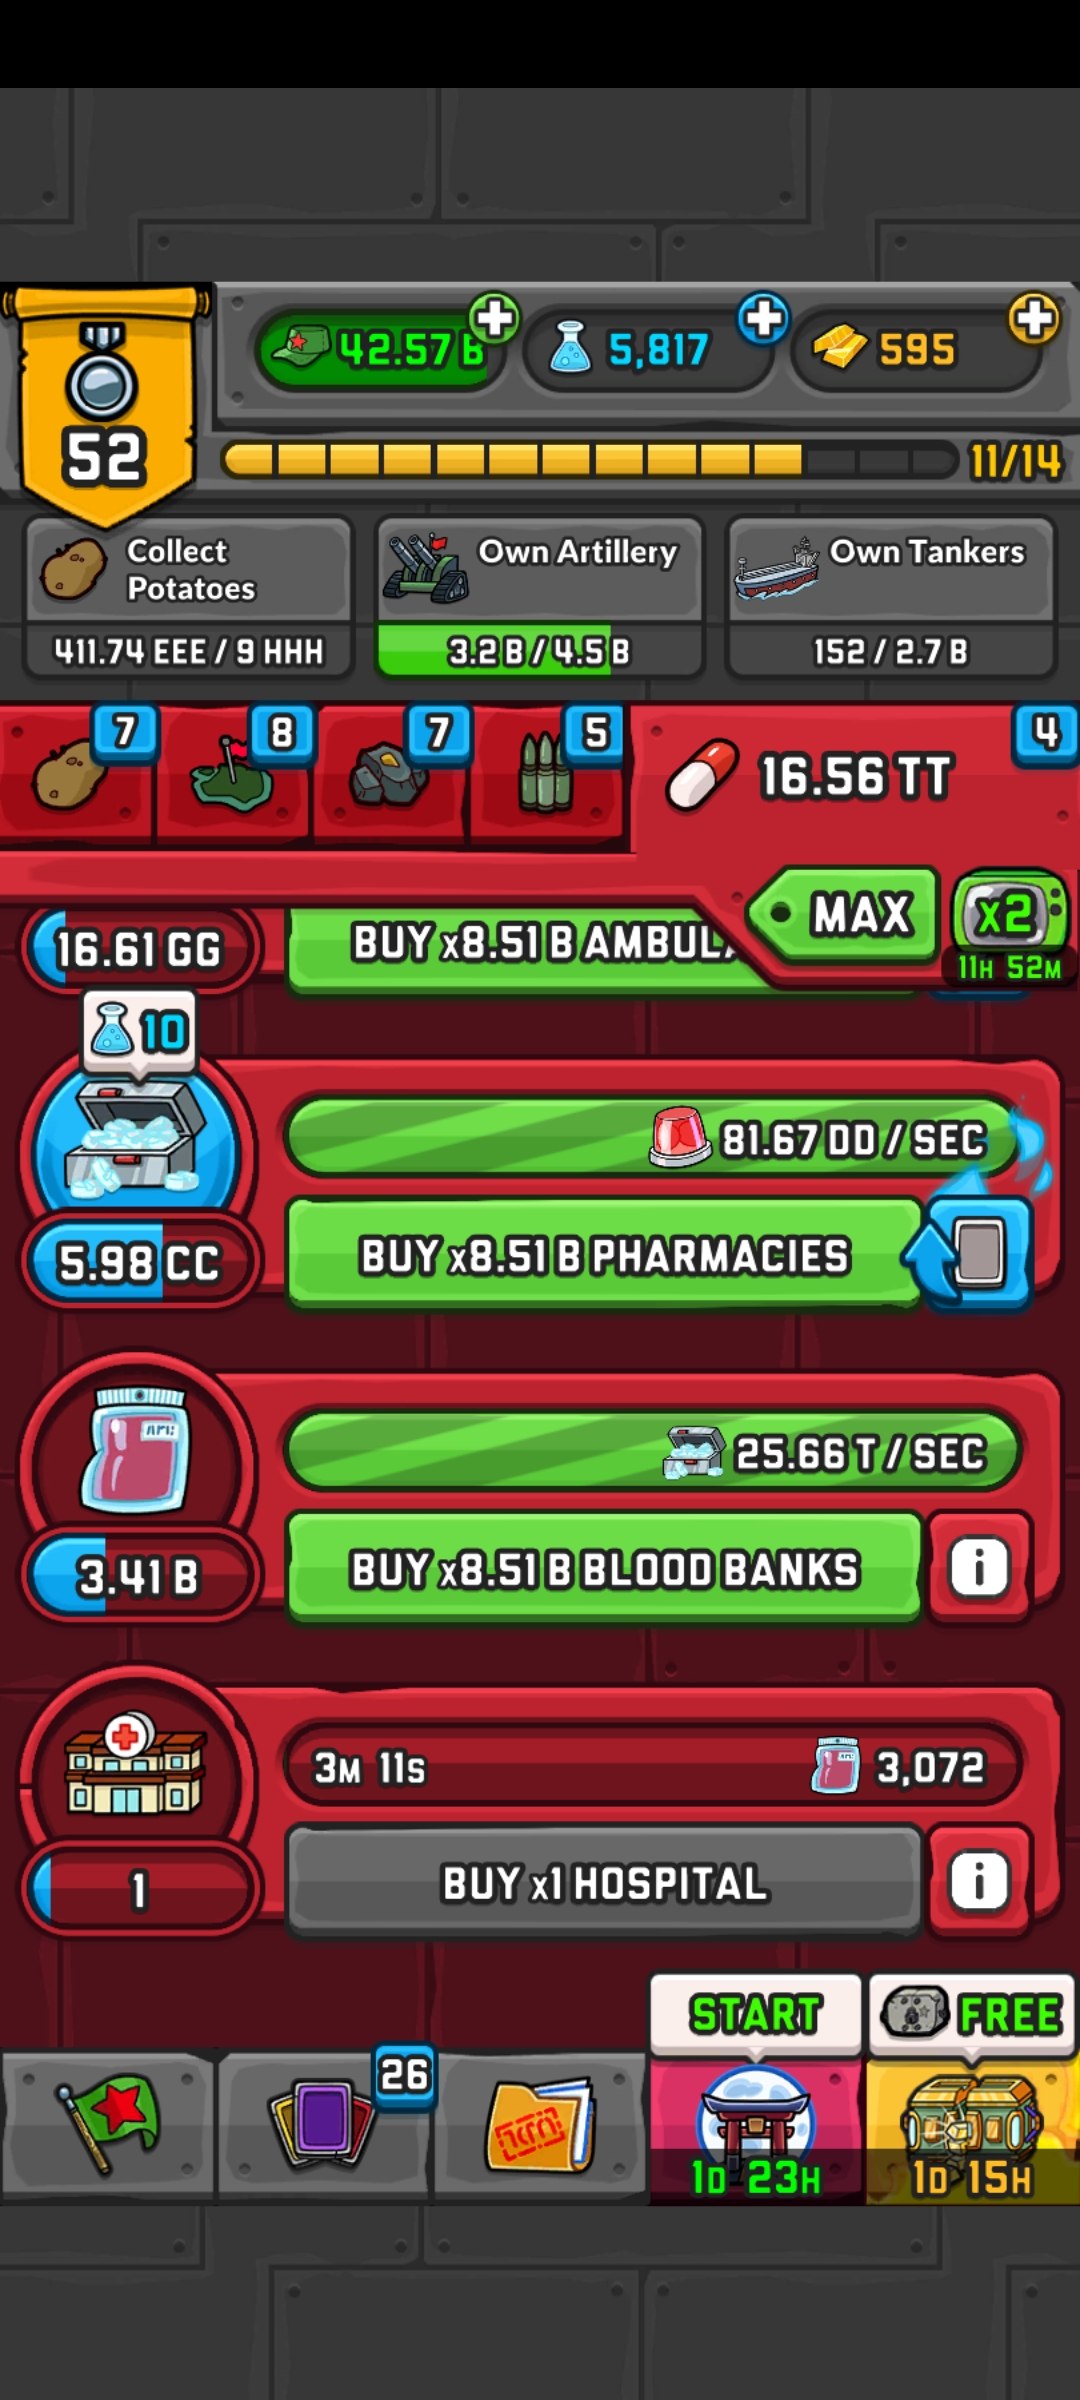 52
42.57 B
5,817
595
11/14
Collect
Potatoes
411.74 EEE / 9 HHH
Own Artillery
3.2 B / 4.5 B
Own Tankers
152 / 2.7 B
7
8
7
5
16.56 TT
4
MAX
x2
11H 52M
16.61 GG
BUY x8.51 B AMBUL
10
81.67 DD / SEC
5.98 CC
BUY x8.51 B PHARMACIES
25.66 T / SEC
3.41 B
BUY x8.51 B BLOOD BANKS
i
3M 11S
3,072
1
BUY x1 HOSPITAL
i
START
FREE
26
1D 23H
1D 15H